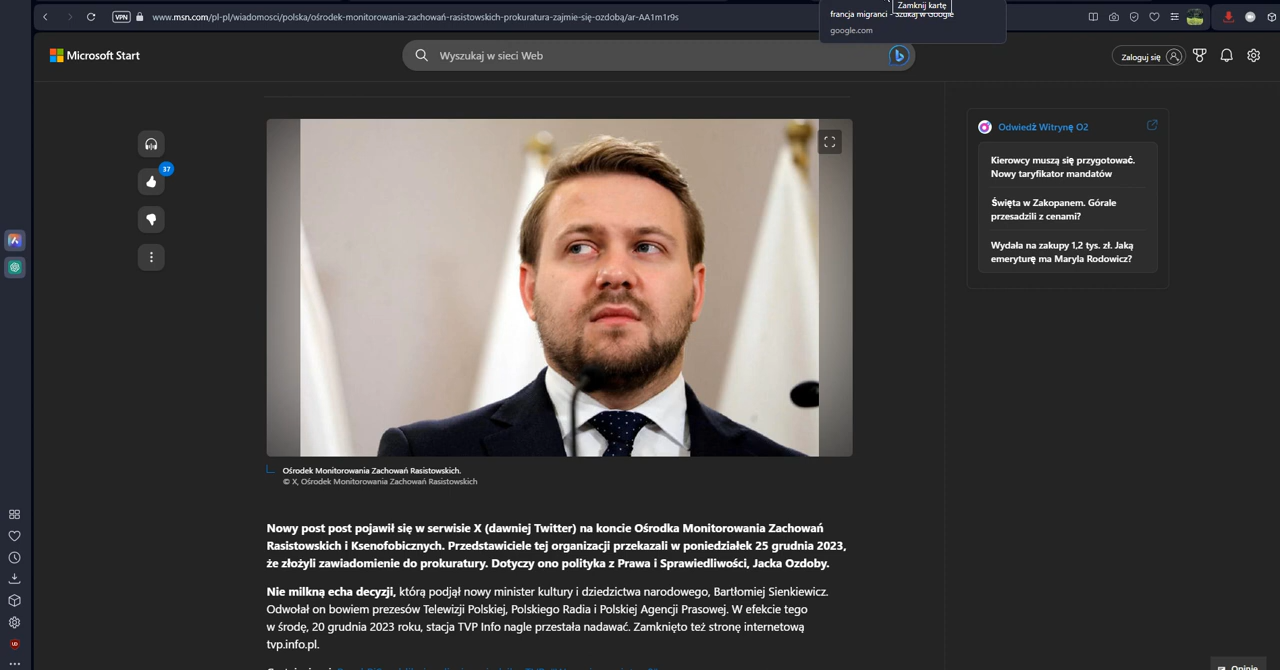 VPN
www.msn.com/pl-pl/wiadomosci/polska/ośrodek-monitorowania-zachowań-rasistowskich-prokuratura-zajmie-się-ozdobą/ar-AA1m1r9s
Zamknij kartę
francja migranci - Szukaj w Google
google.com
Microsoft Start
Wyszukaj w sieci Web
Zaloguj się
37
Odwiedź Witrynę O2
Kierowcy muszą się przygotować.
Nowy taryfikator mandatów
Święta w Zakopanem. Górale
przesadzili z cenami?
Wydała na zakupy 1,2 tys. zł. Jaką
emeryturę ma Maryla Rodowicz?
Ośrodek Monitorowania Zachowań Rasistowskich.
© X, Ośrodek Monitorowania Zachowań Rasistowskich
Nowy post post pojawił się w serwisie X (dawniej Twitter) na koncie Ośrodka Monitorowania Zachowań
Rasistowskich i Ksenofobicznych. Przedstawiciele tej organizacji przekazali w poniedziałek 25 grudnia 2023,
że złożyli zawiadomienie do prokuratury. Dotyczy ono polityka z Prawa i Sprawiedliwości, Jacka Ozdoby.
Nie milkną echa decyzji, którą podjął nowy minister kultury i dziedzictwa narodowego, Bartłomiej Sienkiewicz.
Odwołał on bowiem prezesów Telewizji Polskiej, Polskiego Radia i Polskiej Agencji Prasowej. W efekcie tego
w środę, 20 grudnia 2023 roku, stacja TVP Info nagle przestała nadawać. Zamknięto też stronę internetową
tvp.info.pl.
Opinie